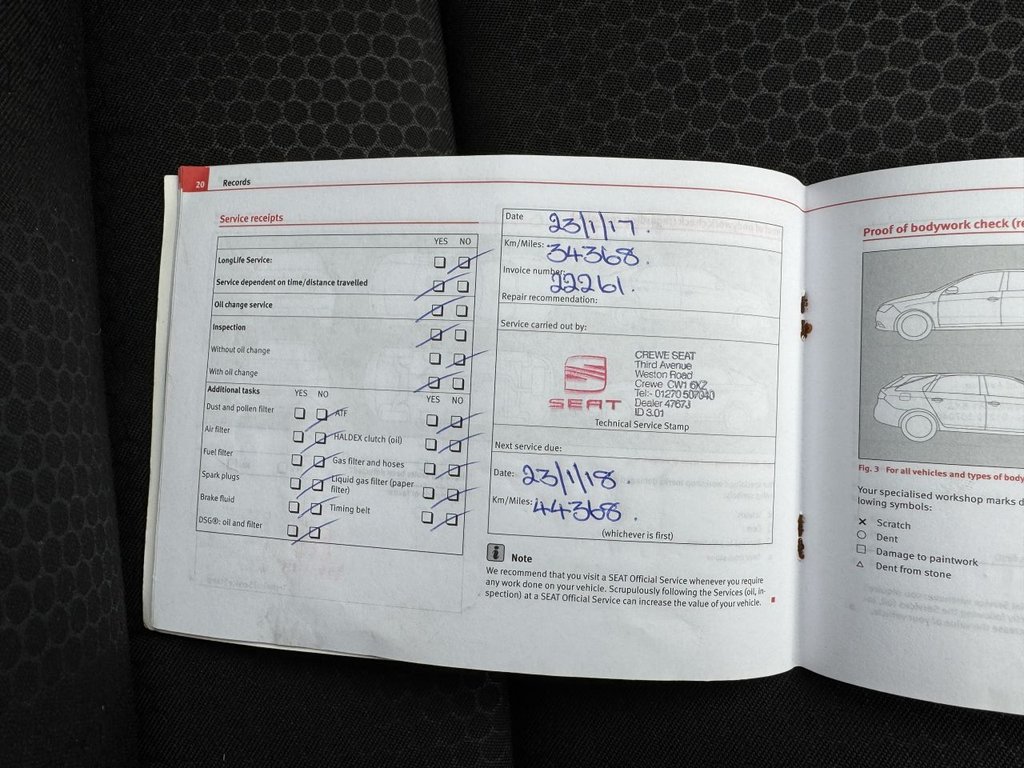 20 Records
Service receipts
YES NO
LongLife Service:
Service dependent on time/distance travelled
Oil change service
Inspection
Without oil change
With oil change
Additional tasks YES NO YES NO
Dust and pollen filter ATF
Air filter HALDEX clutch (oil)
Fuel filter Gas filter and hoses
Spark plugs Liquid gas filter (paper
filter)
Brake fluid Timing belt
DSG®: oil and filter
Date 23/1/17.
Km/Miles: 34368.
Invoice number: 22261.
Repair recommendation:
Service carried out by:
SEAT
CREWE SEAT
Third Avenue
Weston Road
Crewe CW1 6XZ
Tel:- 01270 507040
Dealer 4767J
ID 3.01
Technical Service Stamp
Next service due:
Date: 23/1/18.
Km/Miles: 44368.
(whichever is first)
i Note
We recommend that you visit a SEAT Official Service whenever you require
any work done on your vehicle. Scrupulously following the Services (oil, in-
spection) at a SEAT Official Service can increase the value of your vehicle.
Proof of bodywork check (re
Fig. 3 For all vehicles and types of body
Your specialised workshop marks d
lowing symbols:
Scratch
Dent
Damage to paintwork
Dent from stone